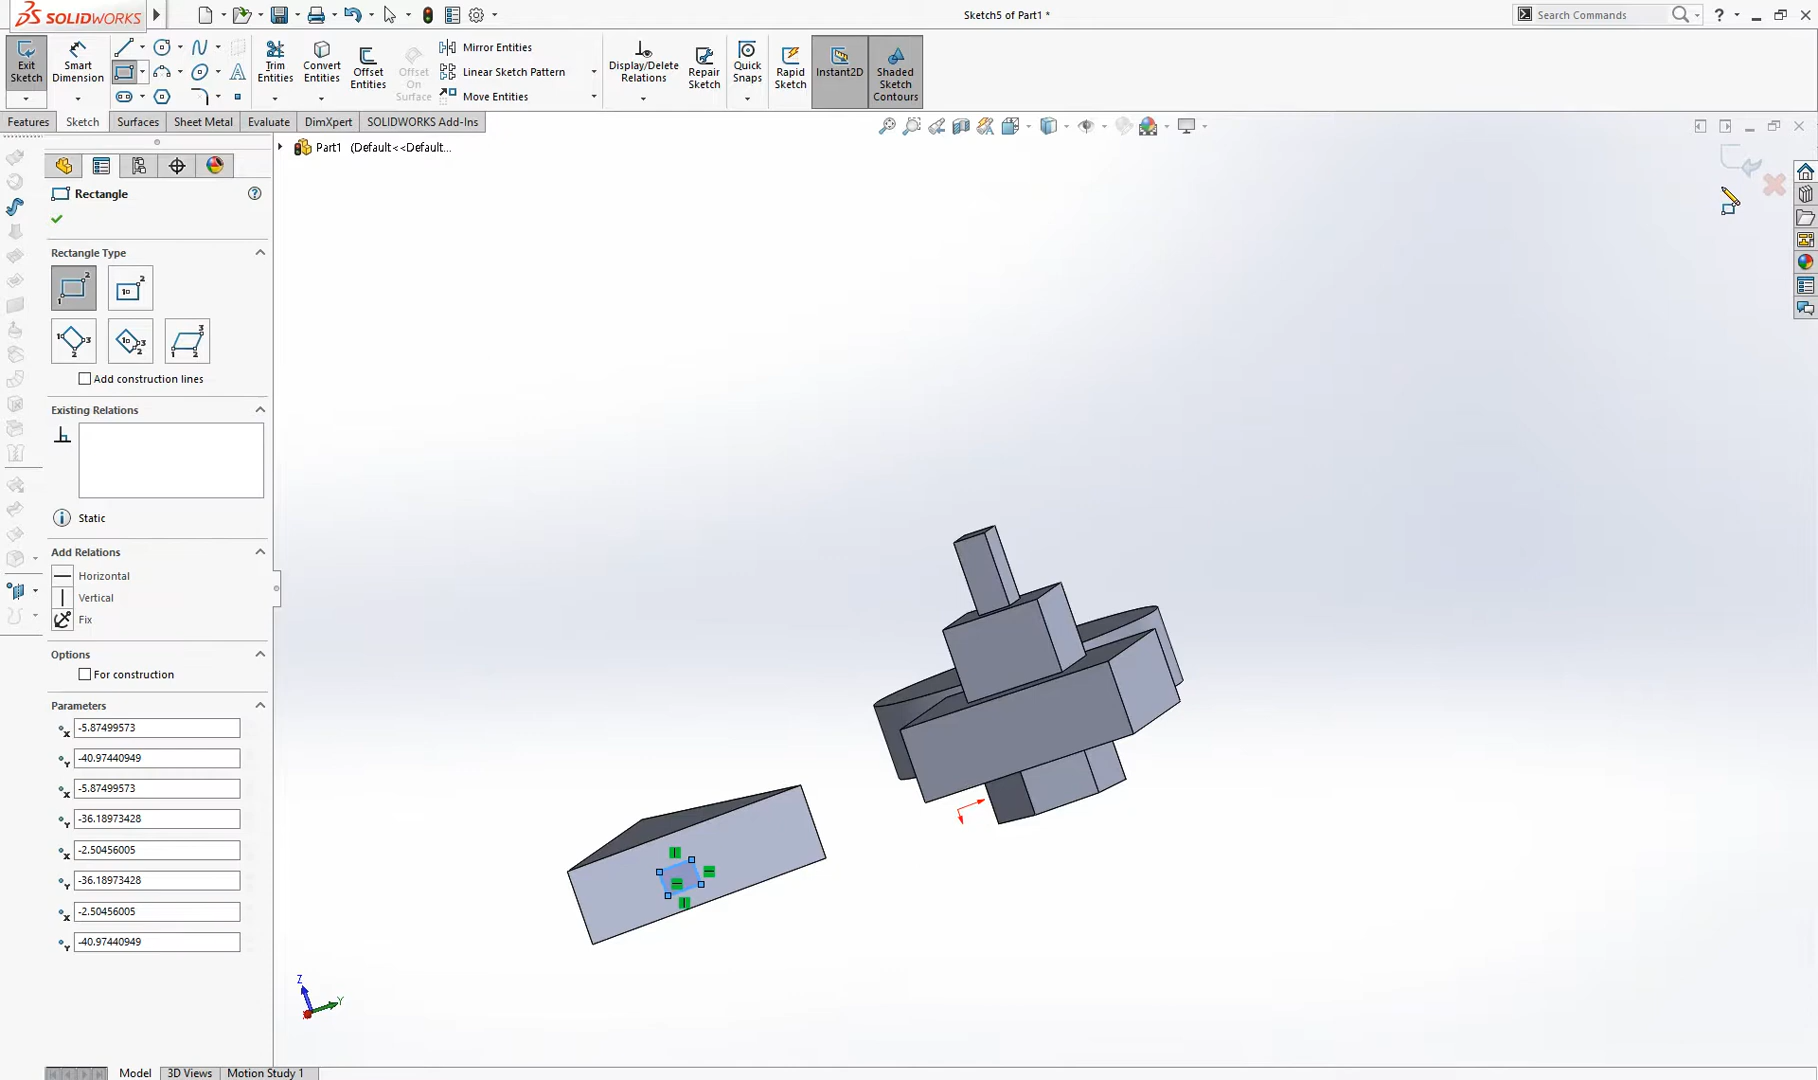 SOLIDWORKS
Sketch5 of Part1 *
Search Commands
?
Exit Sketch
Smart Dimension
Trim Entities
Convert Entities
Offset Entities
Offset On Surface
Mirror Entities
Linear Sketch Pattern
Move Entities
Display/Delete Relations
Repair Sketch
Quick Snaps
Rapid Sketch
Instant2D
Shaded Sketch Contours
Features
Sketch
Surfaces
Sheet Metal
Evaluate
DimXpert
SOLIDWORKS Add-Ins
Part1 (Default<<Default...
Rectangle
Rectangle Type
Add construction lines
Existing Relations
Static
Add Relations
Horizontal
Vertical
Fix
Options
For construction
Parameters
-5.87499573
-40.97440949
-5.87499573
-36.18973428
-2.50456005
-36.18973428
-2.50456005
-40.97440949
Z
Y
Model
3D Views
Motion Study 1